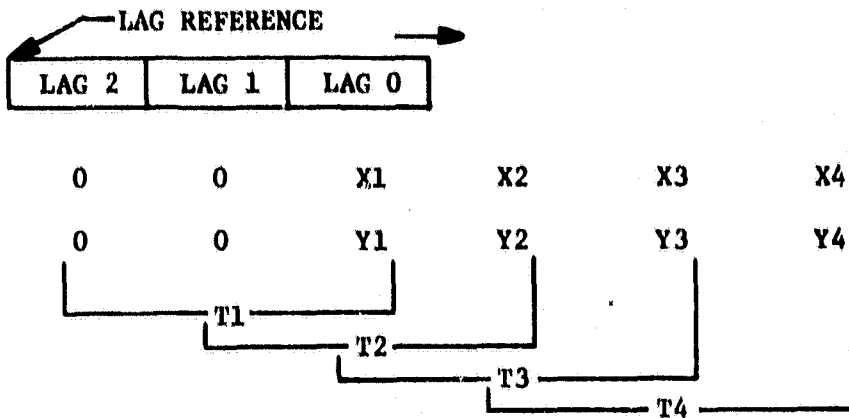 LAG REFERENCE
LAG 2 LAG 1 LAG 0
0 0 X1 X2 X3 X4
0 0 Y1 Y2 Y3 Y4
T1
T2
T3
T4